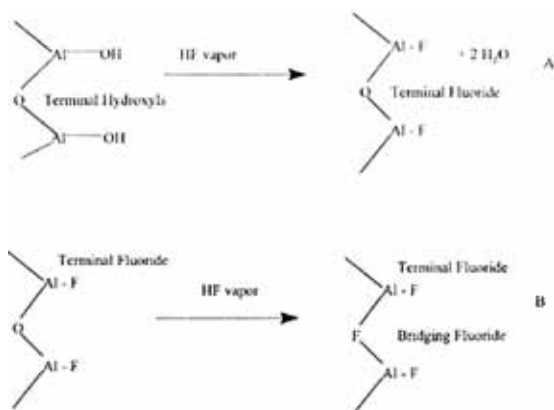 Al—OH HF vapor Al - F + 2 H2O
O Terminal Hydroxyls O Terminal Fluoride A
Al—OH Al - F
Terminal Fluoride Terminal Fluoride
Al - F HF vapor Al - F B
O F Bridging Fluoride
Al - F Al - F